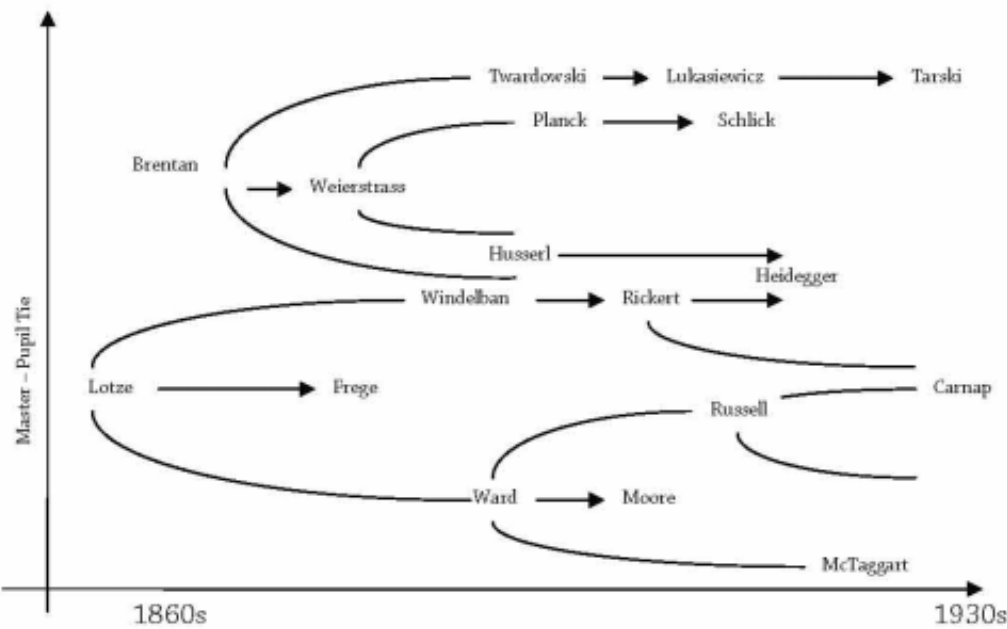 Twardowski Lukasiewicz Tarski
Planck Schlick
Brentan
Weierstrass
Husserl
Heidegger
Windelban Rickert
Master – Pupil Tie
Lotze Frege Carnap
Russell
Ward Moore
McTaggart
1860s 1930s